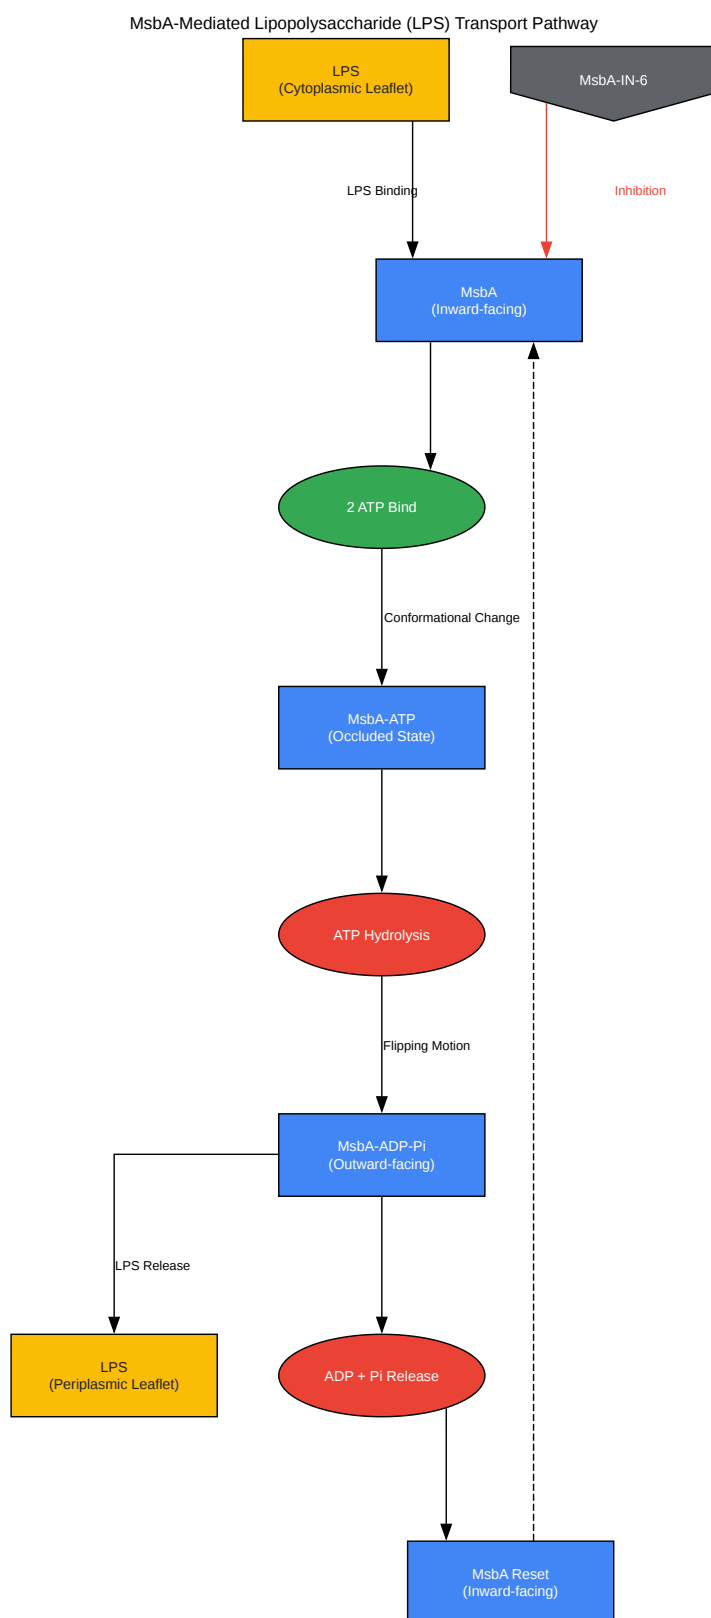 MsbA-Mediated Lipopolysaccharide (LPS) Transport Pathway
LPS
(Cytoplasmic Leaflet)
MsbA-IN-6
LPS Binding
Inhibition
MsbA
(Inward-facing)
2 ATP Bind
Conformational Change
MsbA-ATP
(Occluded State)
ATP Hydrolysis
Flipping Motion
MsbA-ADP-Pi
(Outward-facing)
LPS Release
LPS
(Periplasmic Leaflet)
ADP + Pi Release
MsbA Reset
(Inward-facing)